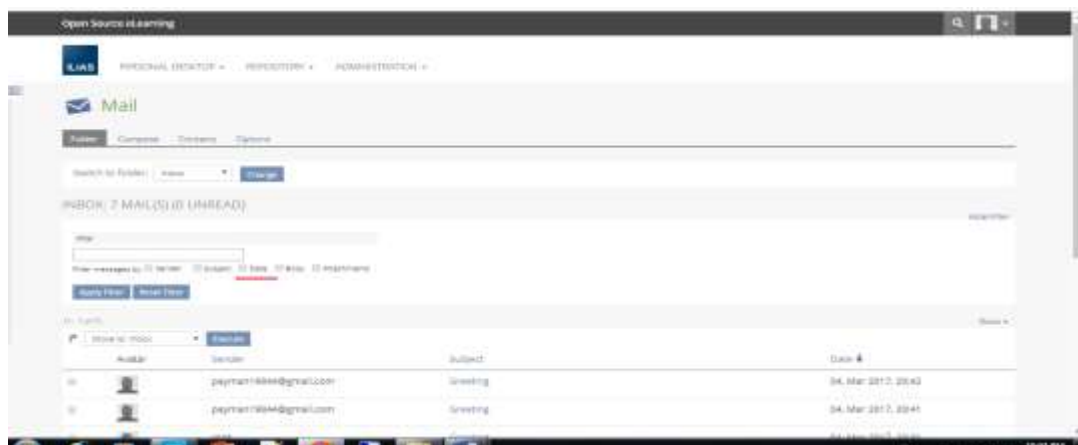 Open Source eLearning
ILIAS PERSONAL DESKTOP REPOSITORY ADMINISTRATION
Mail
Folder Compose Contacts Options
Switch to Folder: Inbox Change
INBOX: 7 MAIL(S) (0 UNREAD)
Filter
Filter messages by Sender Subject Date Body Attachments
Apply Filter Reset Filter
Move to: Inbox Execute
Avatar Sender Subject Date
Greeting 04. Mar 2017, 20:42
Greeting 04. Mar 2017, 20:41